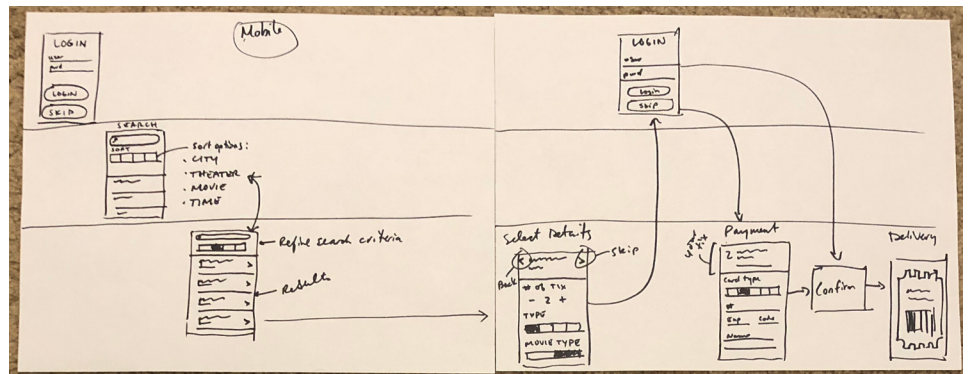 Mobile
LOGIN
user
pwd
LOGIN
SKIP
SEARCH
SORT
sort options:
• CITY
• THEATER
• MOVIE
• TIME
Refine search criteria
Results
LOGIN
user
pwd
Login
Skip
Select Details
Back
<
>
Skip
# OF TIX
- 2 +
TYPE
MOVIE TYPE
Payment
2
Card type
#
Exp Code
Name
Confirm
Delivery